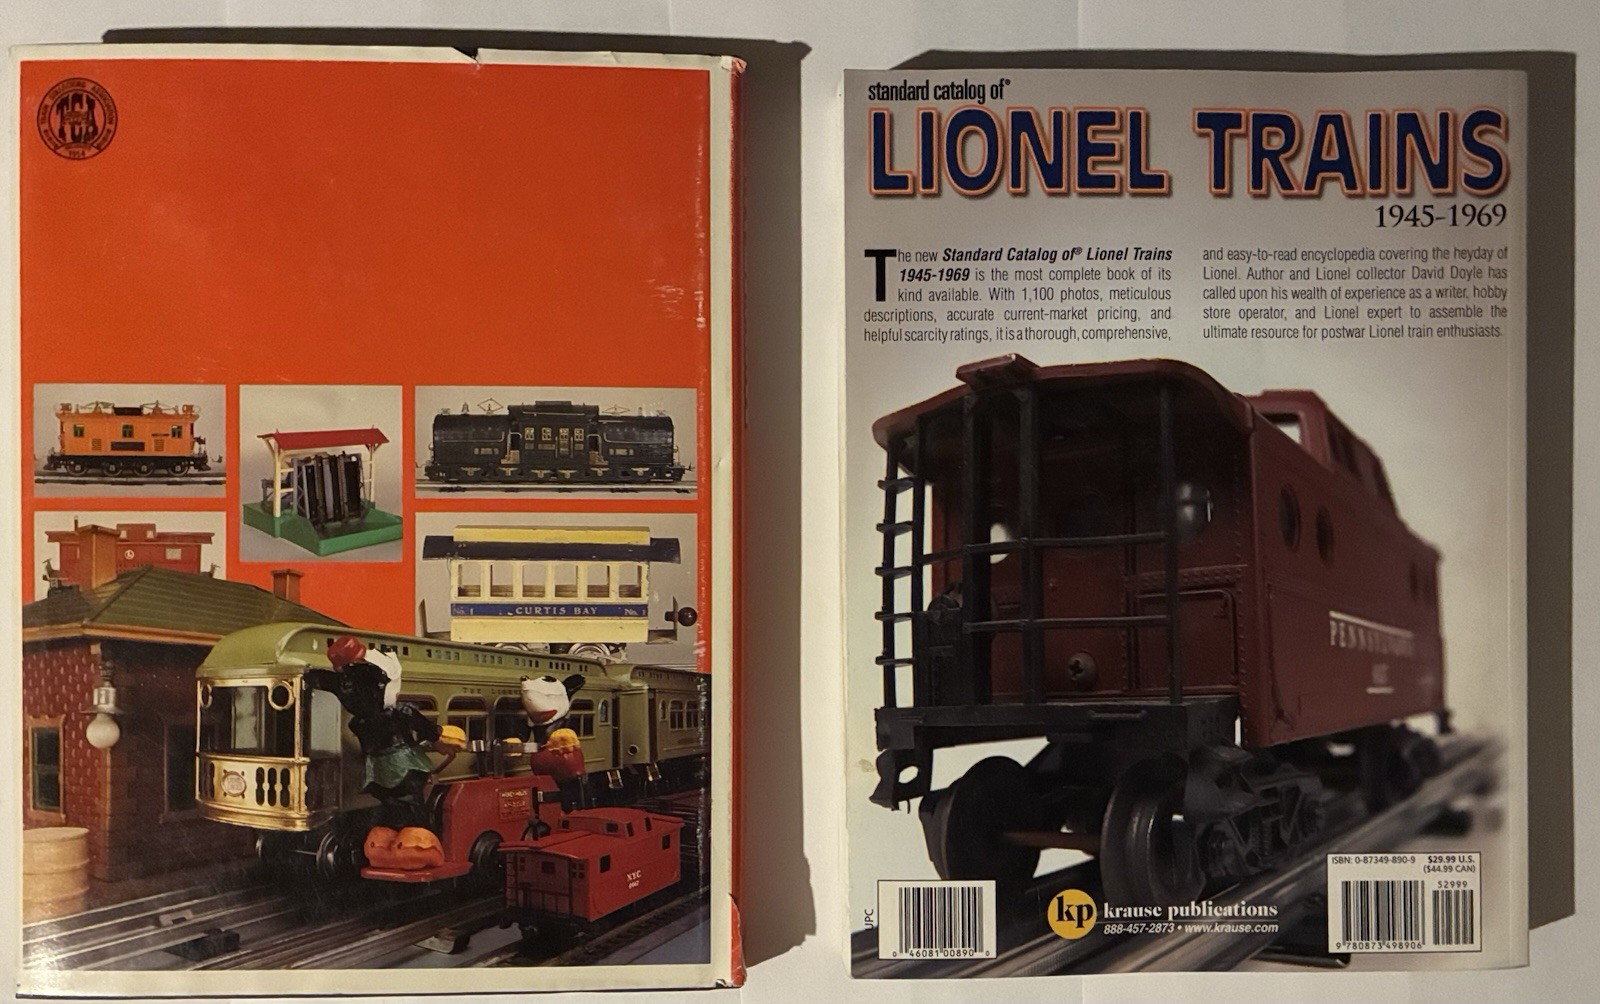 TCA
1954
CURTIS BAY
No. 1
NYC
standard catalog of®
LIONEL TRAINS
1945-1969
The new Standard Catalog of® Lionel Trains
1945-1969 is the most complete book of its
kind available. With 1,100 photos, meticulous
descriptions, accurate current-market pricing, and
helpful scarcity ratings, it is a thorough, comprehensive,
and easy-to-read encyclopedia covering the heyday of
Lionel. Author and Lionel collector David Doyle has
called upon his wealth of experience as a writer, hobby
store operator, and Lionel expert to assemble the
ultimate resource for postwar Lionel train enthusiasts.
PENNSYLVANIA
UPC
0 46081 00890 0
kp krause publications
888-457-2873 • www.krause.com
ISBN: 0-87349-890-9 $29.99 U.S.
($44.99 CAN)
52999
9 780873 498906